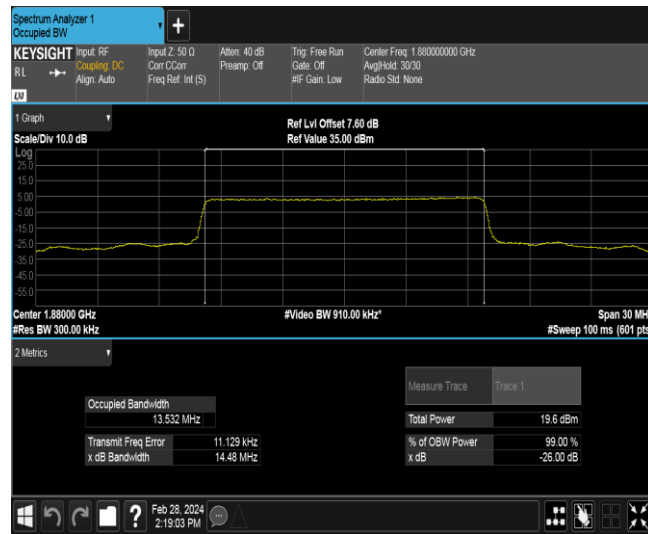 Spectrum Analyzer 1
Occupied BW
+
KEYSIGHT
RL
LXI
Input: RF
Coupling: DC
Align: Auto
Input Z: 50 Ω
Corr CCorr
Freq Ref: Int (S)
Atten: 40 dB
Preamp: Off
Trig: Free Run
Gate: Off
#IF Gain: Low
Center Freq: 1.880000000 GHz
Avg|Hold: 30/30
Radio Std: None
1 Graph
Scale/Div 10.0 dB
Ref Lvl Offset 7.60 dB
Ref Value 35.00 dBm
Log
25.0
15.0
5.00
-5.00
-15.0
-25.0
-35.0
-45.0
-55.0
Center 1.88000 GHz
#Res BW 300.00 kHz
#Video BW 910.00 kHz*
Span 30 MH
#Sweep 100 ms (601 pts
2 Metrics
Measure Trace
Trace 1
Occupied Bandwidth
13.532 MHz
Total Power
19.6 dBm
Transmit Freq Error
11.129 kHz
% of OBW Power
99.00 %
x dB Bandwidth
14.48 MHz
x dB
-26.00 dB
?
Feb 28, 2024
2:19:03 PM